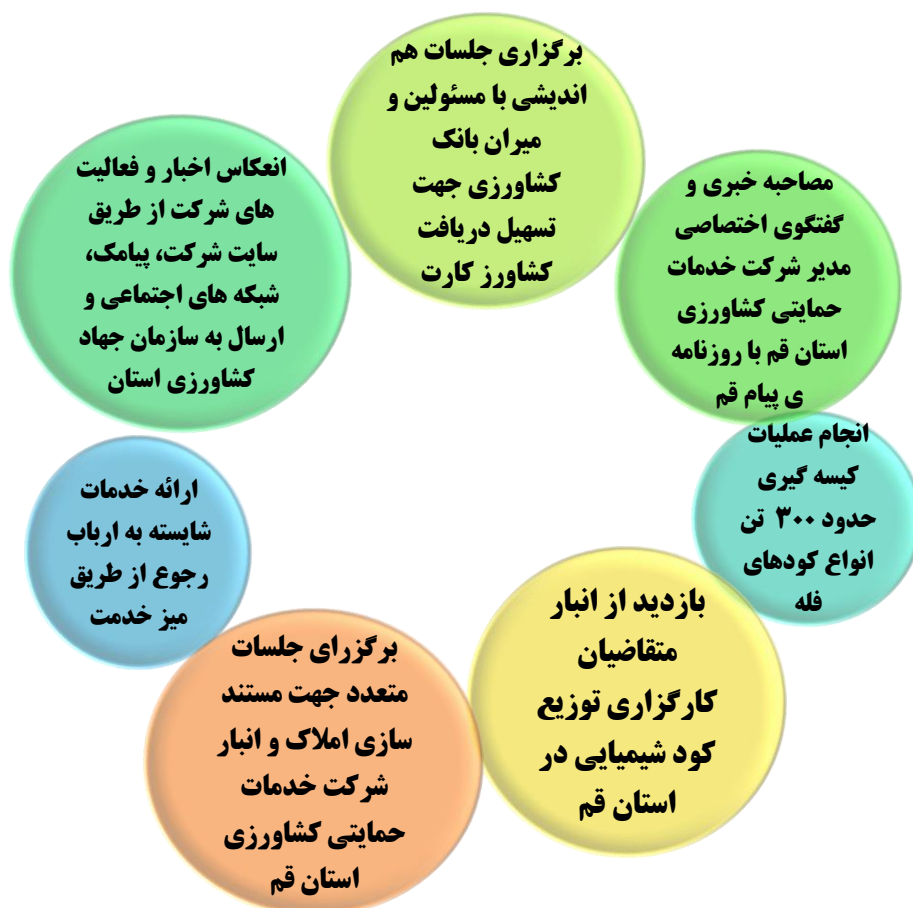 برگزاری جلسات هم
اندیشی با مسئولین و
میران بانک
کشاورزی جهت
تسهیل دریافت
کشاورز کارت
مصاحبه خبری و
گفتگوی اختصاصی
مدیر شرکت خدمات
حمایتی کشاورزی
استان قم با روزنامه
ی پیام قم
انجام عملیات
کیسه گیری
حدود ۳۰۰ تن
انواع کودهای
فله
بازدید از انبار
متقاضیان
کارگزاری توزیع
کود شیمیایی در
استان قم
برگزرای جلسات
متعدد جهت مستند
سازی املاک و انبار
شرکت خدمات
حمایتی کشاورزی
استان قم
ارائه خدمات
شایسته به ارباب
رجوع از طریق
میز خدمت
انعکاس اخبار و فعالیت
های شرکت از طریق
سایت شرکت، پیامک،
شبکه های اجتماعی و
ارسال به سازمان جهاد
کشاورزی استان